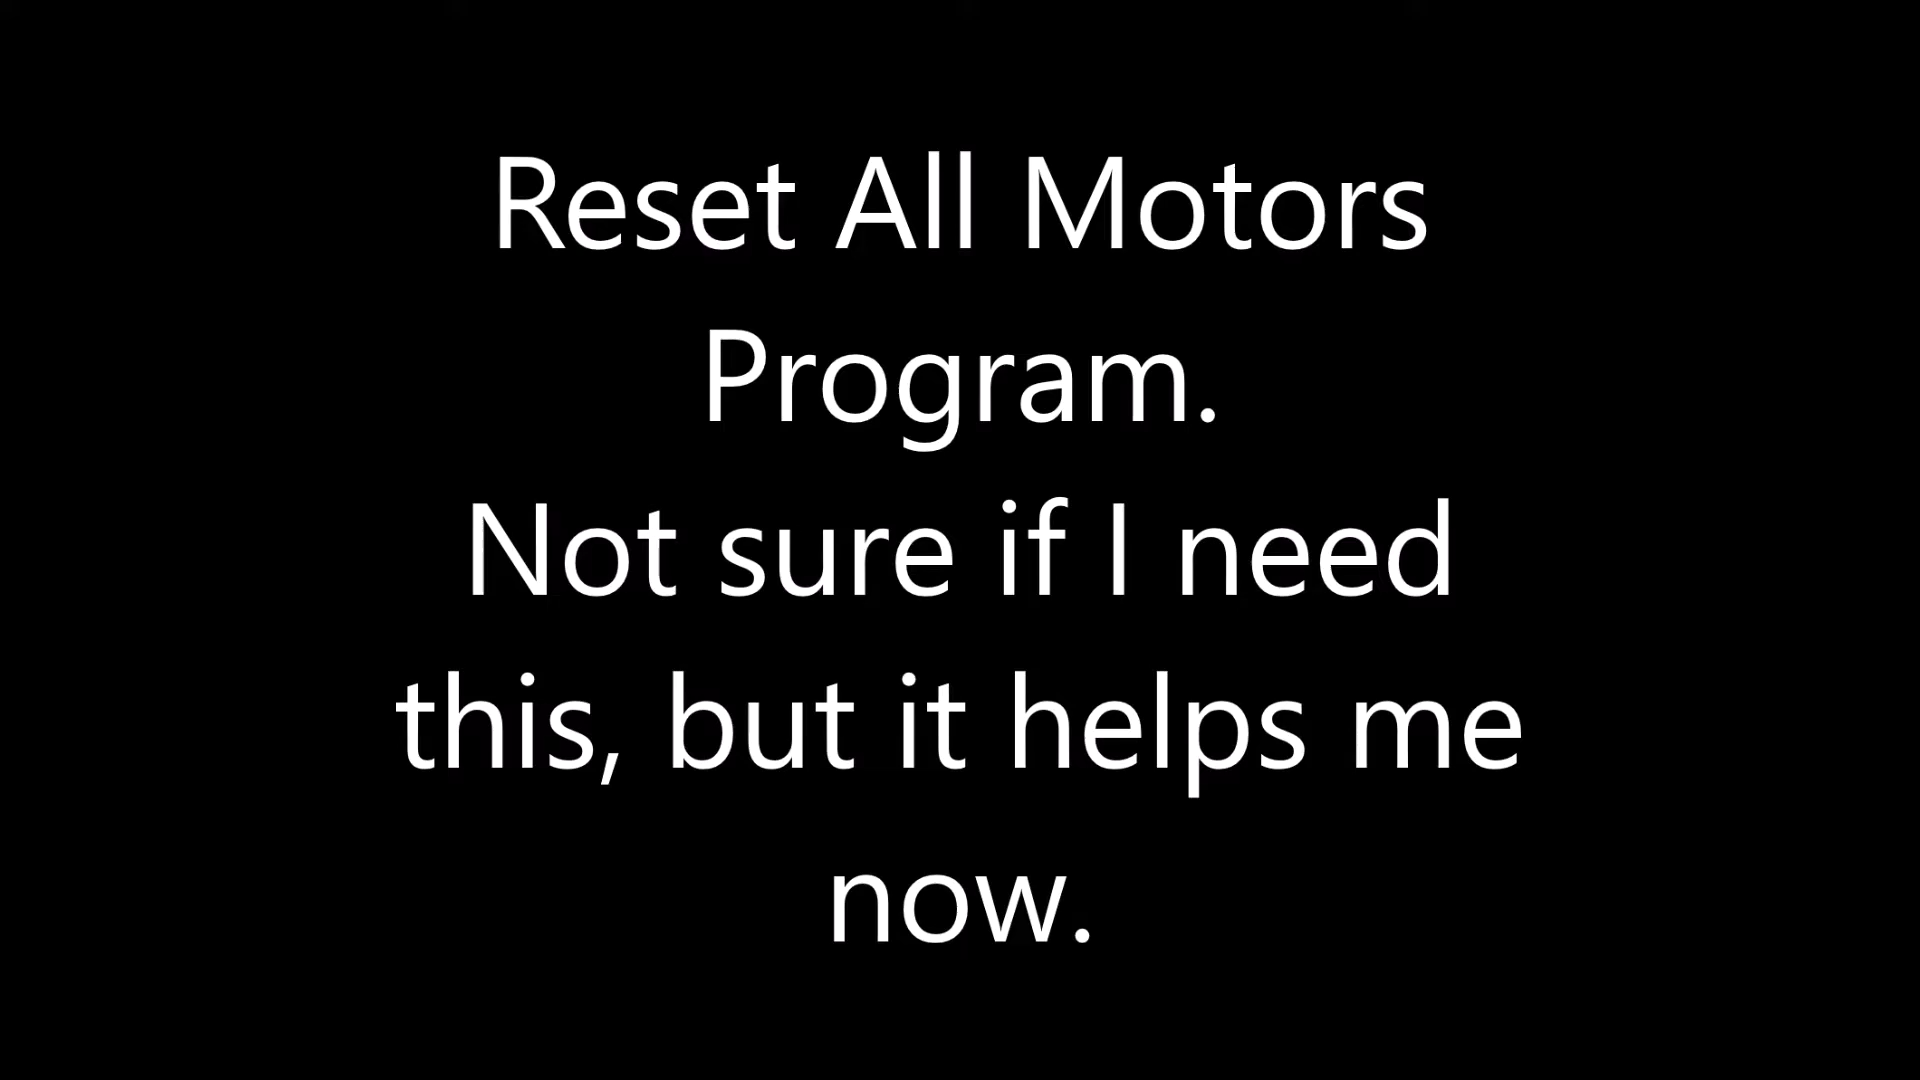 Reset All Motors
Program.
Not sure if I need
this, but it helps me
now.